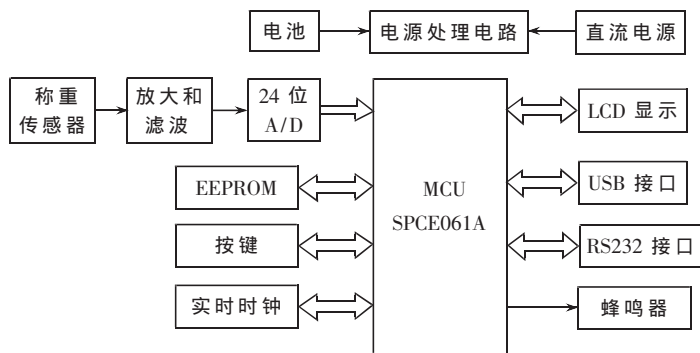 电池
电源处理电路
直流电源
称重
传感器
放大和
滤波
24 位
A/D
MCU
SPCE061A
LCD 显示
EEPROM
USB 接口
按键
RS232 接口
实时时钟
蜂鸣器